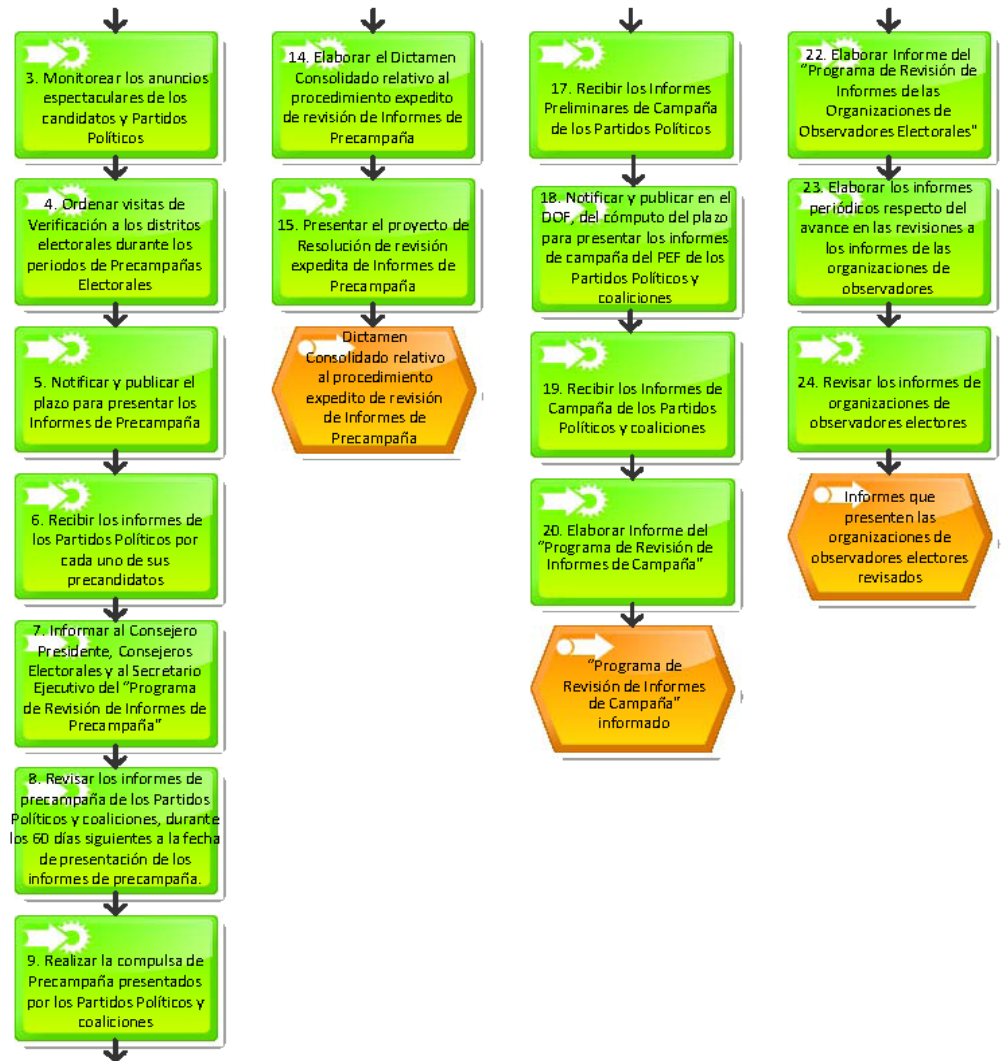 3. Monitorear los anuncios
espectaculares de los
candidatos y Partidos
Políticos
4. Ordenar visitas de
Verificación a los distritos
electorales durante los
periodos de Precampañas
Electorales
5. Notificar y publicar el
plazo para presentar los
Informes de Precampaña
6. Recibir los informes de
los Partidos Políticos por
cada uno de sus
precandidatos
7. Informar al Consejero
Presidente, Consejeros
Electorales y al Secretario
Ejecutivo del “Programa
de Revisión de Informes de
Precampaña”
8. Revisar los informes de
precampaña de los Partidos
Políticos y coaliciones, durante
los 60 días siguientes a la fecha
de presentación de los
informes de precampaña.
9. Realizar la compulsa de
Precampaña presentados
por los Partidos Políticos y
coaliciones
14. Elaborar el Dictamen
Consolidado relativo al
procedimiento expedito
de revisión de Informes de
Precampaña
15. Presentar el proyecto de
Resolución de revisión
expedita de Informes de
Precampaña
Dictamen
Consolidado relativo
al procedimiento
expedito de revisión
de Informes de
Precampaña
17. Recibir los Informes
Preliminares de Campaña
de los Partidos Políticos
18. Notificar y publicar en el
DOF, del cómputo del plazo
para presentar los informes
de campaña del PEF de los
Partidos Políticos y
coaliciones
19. Recibir los Informes de
Campaña de los Partidos
Políticos y coaliciones
20. Elaborar Informe del
“Programa de Revisión de
Informes de Campaña”
“Programa de
Revisión de Informes
de Campaña”
informado
22. Elaborar Informe del
“Programa de Revisión de
Informes de las
Organizaciones de
Observadores Electorales”
23. Elaborar los informes
periódicos respecto del
avance en las revisiones a
los informes de las
organizaciones de
observadores
24. Revisar los informes de
organizaciones de
observadores electores
Informes que
presenten las
organizaciones de
observadores electores
revisados